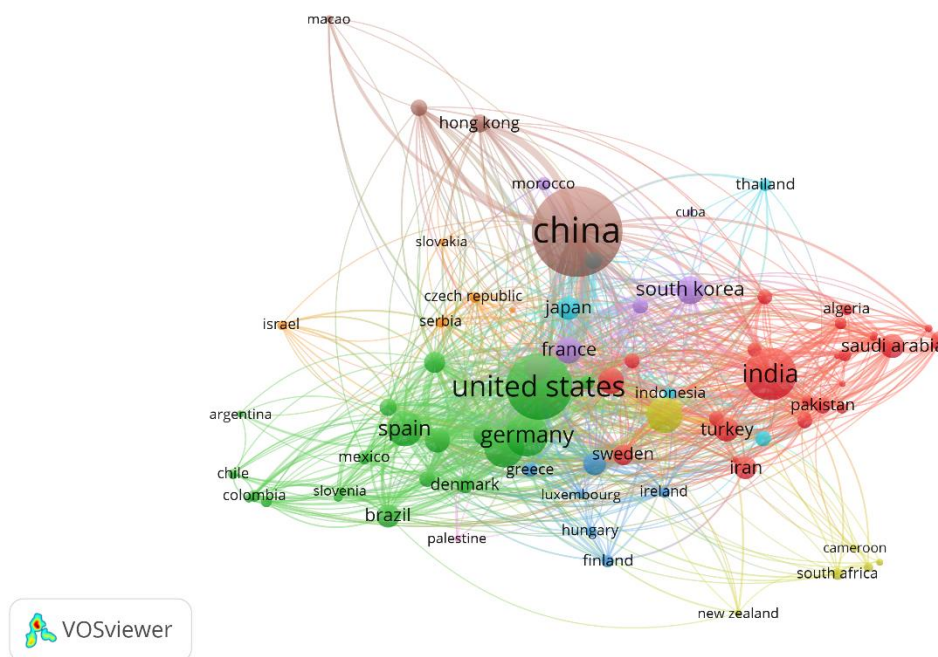 macao
hong kong
morocco
thailand
cuba
china
slovakia
south korea
czech republic
japan
algeria
israel
serbia
saudi arabia
france
india
united states
indonesia
pakistan
argentina
spain
germany
turkey
mexico
sweden
iran
greece
chile
denmark
colombia
slovenia
luxembourg
ireland
brazil
hungary
palestine
cameroon
finland
south africa
new zealand
VOSviewer